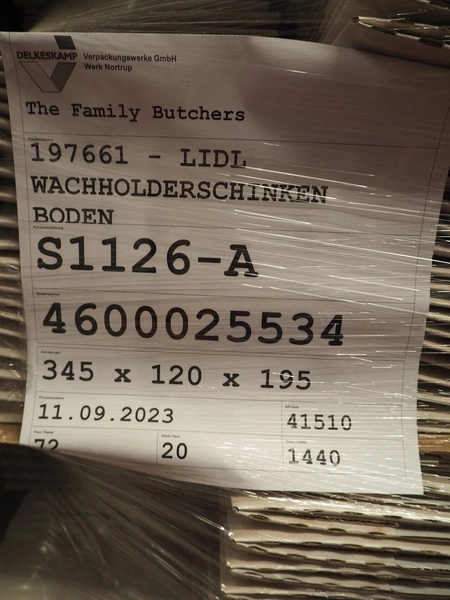 DELKESKAMP
Verpackungswerke GmbH
Werk Nortrup
The Family Butchers
197661 - LIDL
WACHHOLDERSCHINKEN
BODEN
S1126-A
4600025534
345 x 120 x 195
11.09.2023
41510
72
20
1440